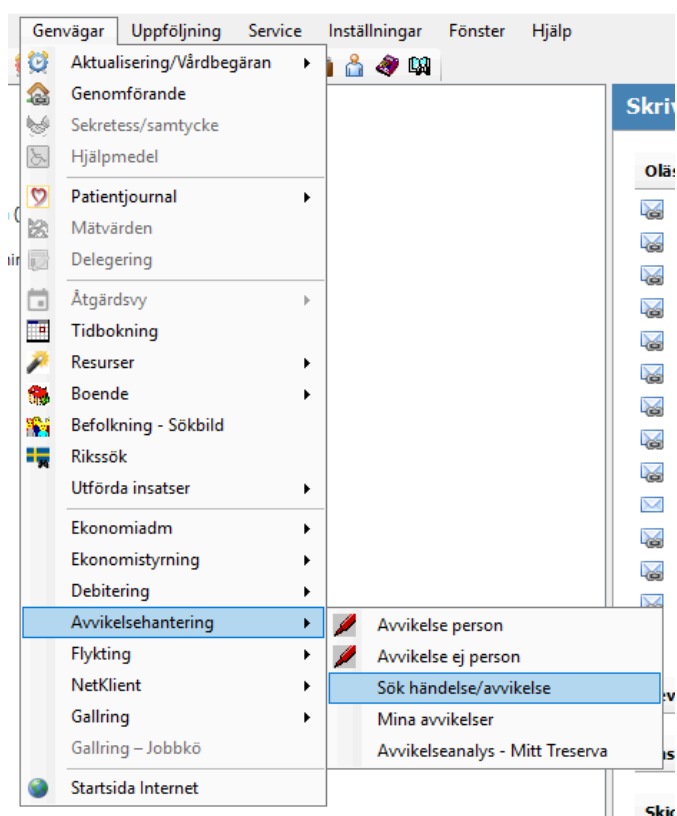 Genvägar Uppföljning Service Inställningar Fönster Hjälp
Aktualisering/Vårdbegäran
Genomförande
Sekretess/samtycke
Hjälpmedel
Patientjournal
Mätvärden
Delegering
Åtgärdsvy
Tidbokning
Resurser
Boende
Befolkning - Sökbild
Rikssök
Utförda insatser
Ekonomiadm
Ekonomistyrning
Debitering
Avvikelsehantering
Flykting
NetKlient
Gallring
Gallring – Jobbkö
Startsida Internet
Avvikelse person
Avvikelse ej person
Sök händelse/avvikelse
Mina avvikelser
Avvikelseanalys - Mitt Treserva